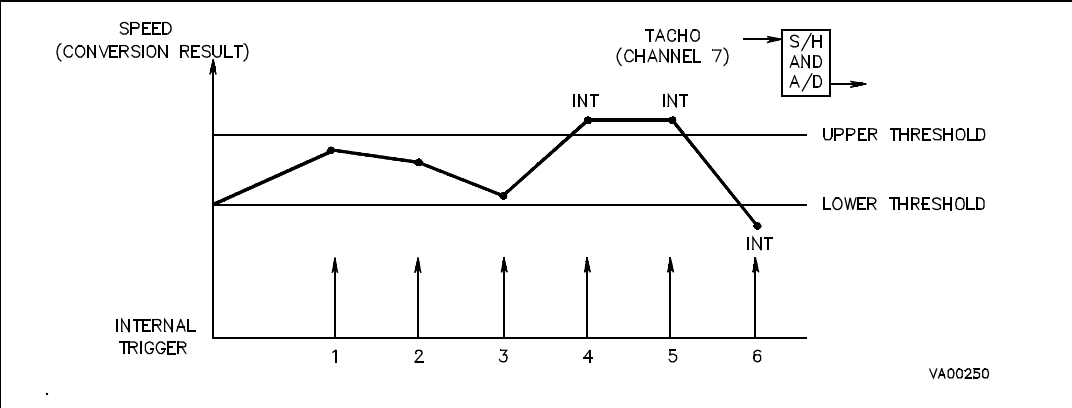 SPEED
(CONVERSION RESULT)
TACHO
(CHANNEL 7)
S/H
AND
A/D
INT
INT
UPPER THRESHOLD
LOWER THRESHOLD
INT
INTERNAL
TRIGGER
1 2 3 4 5 6
VA00250